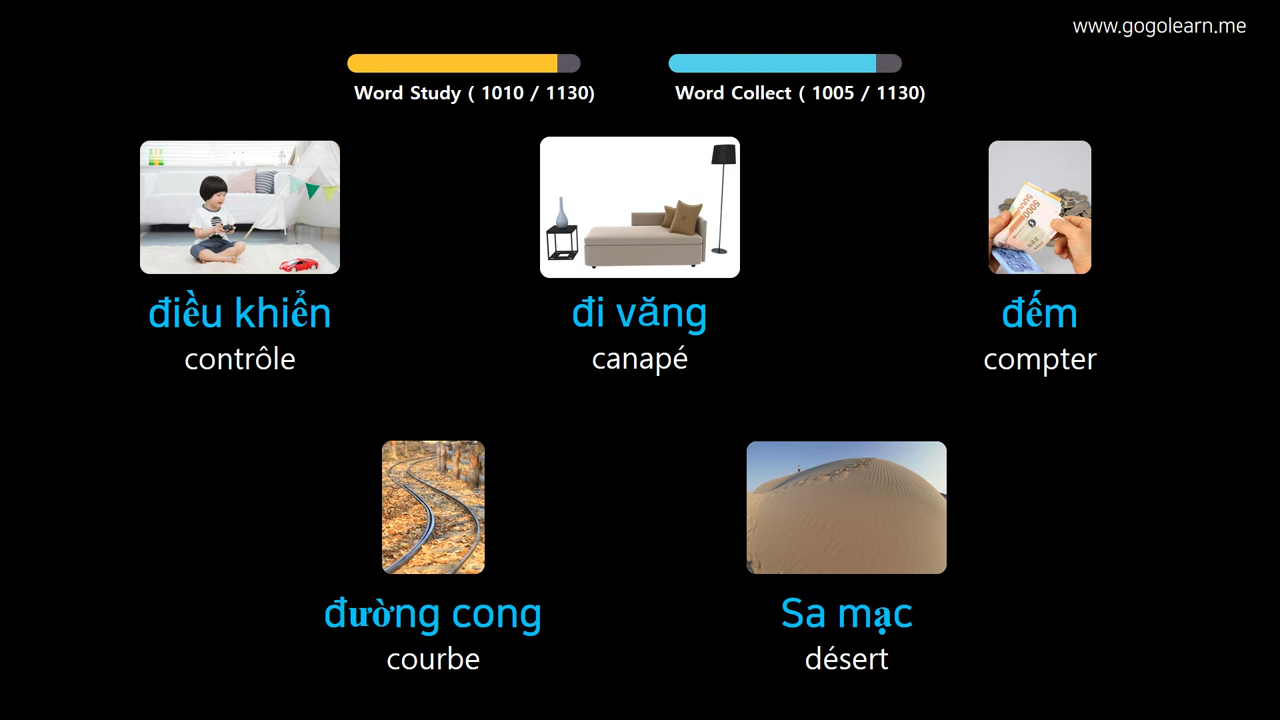 www.gogolearn.me
Word Study ( 1010 / 1130)
Word Collect ( 1005 / 1130)
điều khiển
contrôle
đi văng
canapé
đếm
compter
đường cong
courbe
Sa mạc
désert